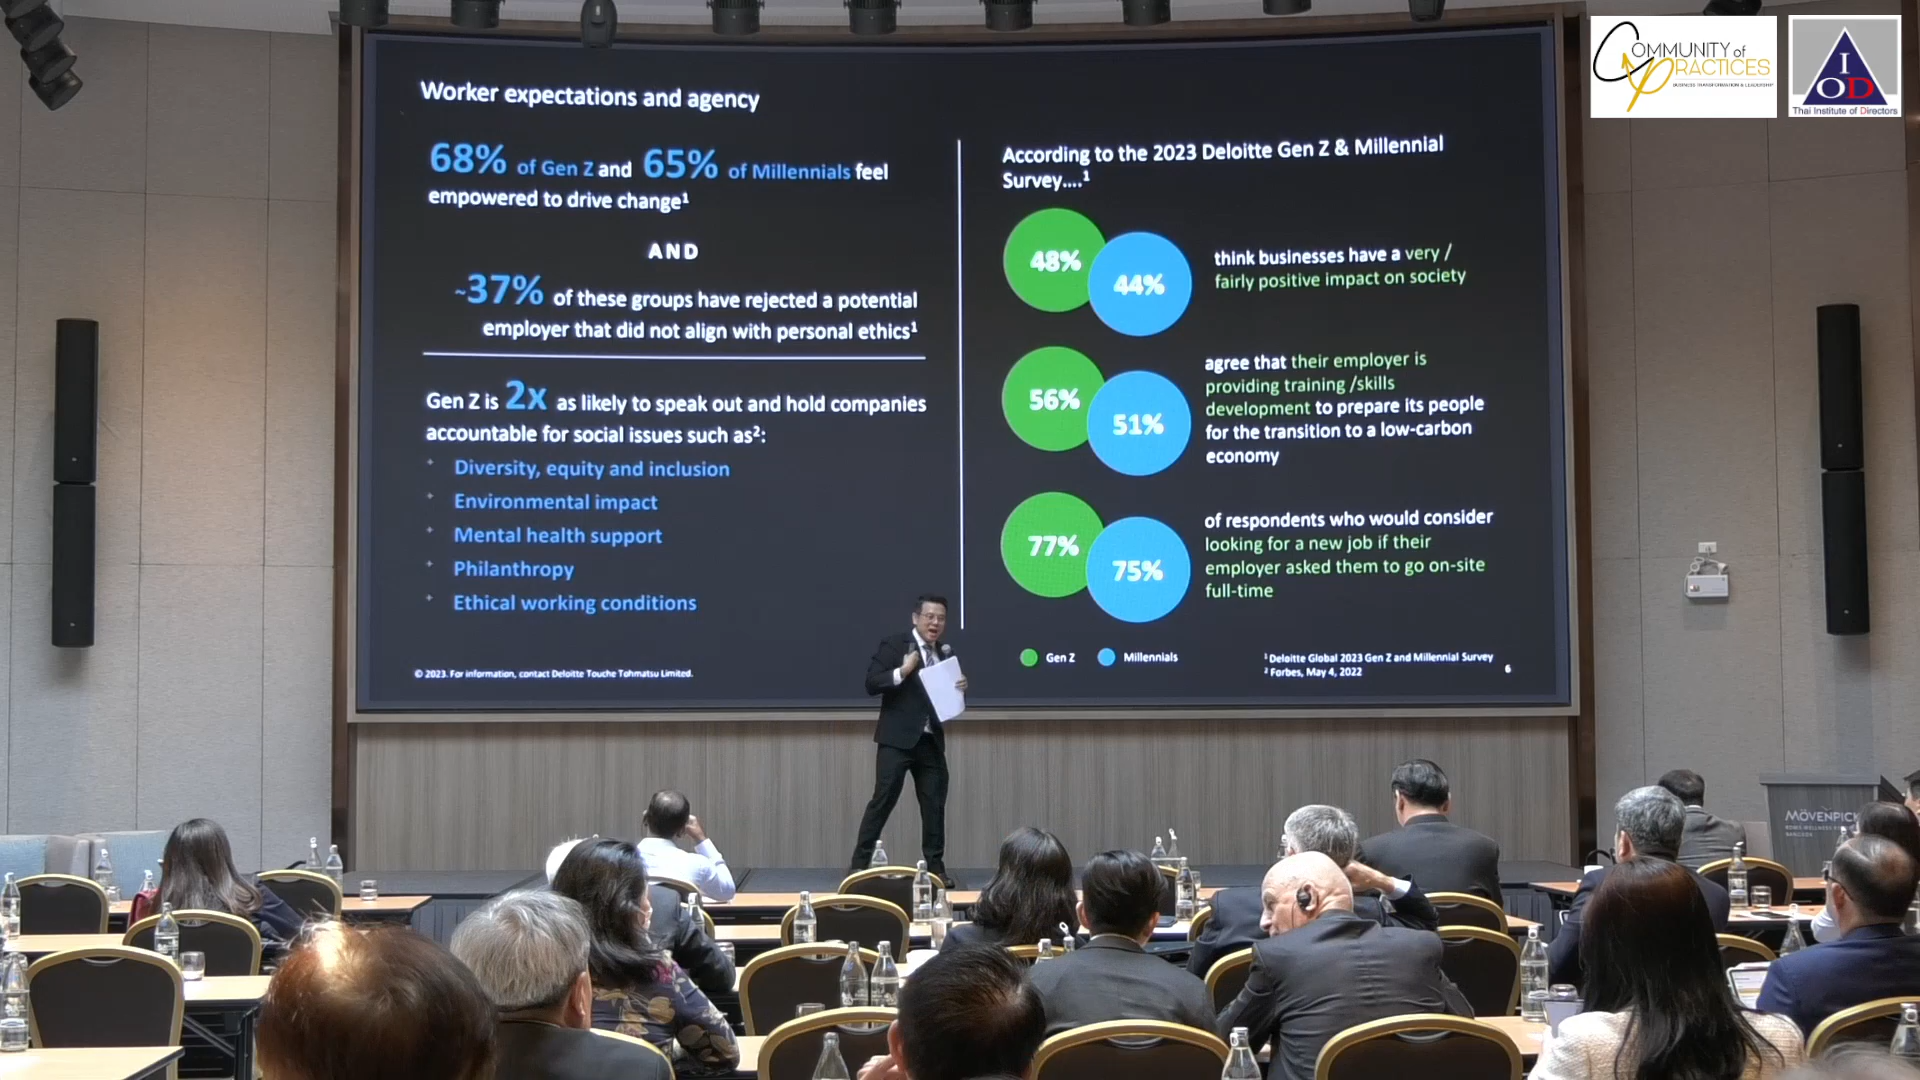 Worker expectations and agency
68% of Gen Z and 65% of Millennials feel
empowered to drive change¹
AND
~37% of these groups have rejected a potential
employer that did not align with personal ethics¹
Gen Z is 2x as likely to speak out and hold companies
accountable for social issues such as²:
Diversity, equity and inclusion
Environmental impact
Mental health support
Philanthropy
Ethical working conditions
© 2023. For information, contact Deloitte Touche Tohmatsu Limited.
According to the 2023 Deloitte Gen Z & Millennial
Survey....¹
48%
44%
think businesses have a very /
fairly positive impact on society
56%
51%
agree that their employer is
providing training /skills
development to prepare its people
for the transition to a low-carbon
economy
77%
75%
of respondents who would consider
looking for a new job if their
employer asked them to go on-site
full-time
Gen Z
Millennials
¹ Deloitte Global 2023 Gen Z and Millennial Survey
² Forbes, May 4, 2022
6
COMMUNITY of
PRACTICES
BUSINESS TRANSFORMATION & LEADERSHIP
I
OD
Thai Institute of Directors
MÖVENPICK
BANGKOK